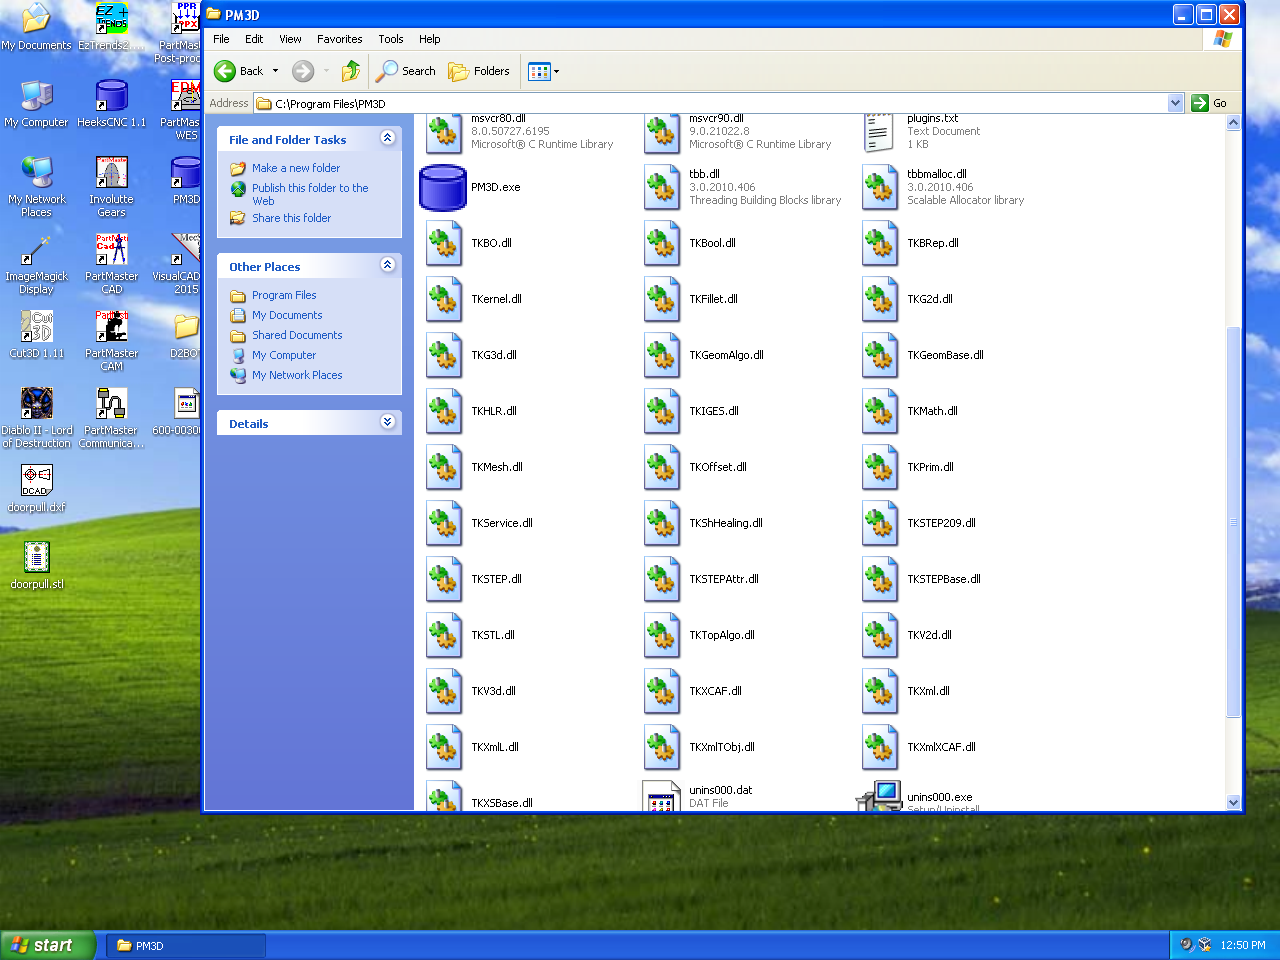 PM3D
File Edit View Favorites Tools Help
Back Search Folders
Address C:\Program Files\PM3D Go
My Documents
EzTrends2....
PartMas
Post-proc
My Computer
HeeksCNC 1.1
PartMas
WES
My Network
Places
Involutte
Gears
PM3D
ImageMagick
Display
PartMaster
CAD
VisualCAD
2015
Cut3D 1.11
PartMaster
CAM
D2BO
Diablo II - Lord
of Destruction
PartMaster
Communica...
600-0030
doorpull.dxf
doorpull.stl
File and Folder Tasks
Make a new folder
Publish this folder to the
Web
Share this folder
Other Places
Program Files
My Documents
Shared Documents
My Computer
My Network Places
Details
msvcr80.dll
8.0.50727.6195
Microsoft® C Runtime Library
msvcr90.dll
9.0.21022.8
Microsoft® C Runtime Library
plugins.txt
Text Document
1 KB
PM3D.exe
tbb.dll
3.0.2010.406
Threading Building Blocks library
tbbmalloc.dll
3.0.2010.406
Scalable Allocator library
TKBO.dll
TKBool.dll
TKBRep.dll
TKernel.dll
TKFillet.dll
TKG2d.dll
TKG3d.dll
TKGeomAlgo.dll
TKGeomBase.dll
TKHLR.dll
TKIGES.dll
TKMath.dll
TKMesh.dll
TKOffset.dll
TKPrim.dll
TKService.dll
TKShHealing.dll
TKSTEP209.dll
TKSTEP.dll
TKSTEPAttr.dll
TKSTEPBase.dll
TKSTL.dll
TKTopAlgo.dll
TKV2d.dll
TKV3d.dll
TKXCAF.dll
TKXml.dll
TKXmlL.dll
TKXmlTObj.dll
TKXmlXCAF.dll
TKXSBase.dll
unins000.dat
DAT File
unins000.exe
Setup/Uninstall
start
PM3D
12:50 PM